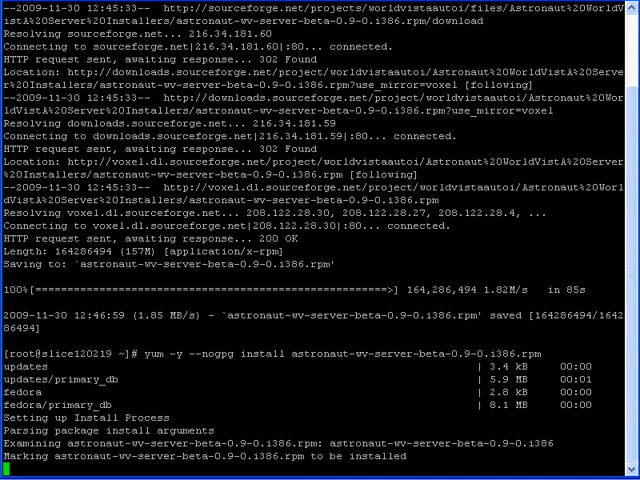 --2009-11-30 12:45:33--  http://sourceforge.net/projects/worldvistaautoi/files/Astronaut%20WorldV
istA%20Server%20Installers/astronaut-wv-server-beta-0.9-0.i386.rpm/download
Resolving sourceforge.net... 216.34.181.60
Connecting to sourceforge.net|216.34.181.60|:80... connected.
HTTP request sent, awaiting response... 302 Found
Location: http://downloads.sourceforge.net/project/worldvistaautoi/Astronaut%20WorldVistA%20Serve
r%20Installers/astronaut-wv-server-beta-0.9-0.i386.rpm?use_mirror=voxel [following]
--2009-11-30 12:45:33--  http://downloads.sourceforge.net/project/worldvistaautoi/Astronaut%20Wor
ldVistA%20Server%20Installers/astronaut-wv-server-beta-0.9-0.i386.rpm?use_mirror=voxel
Resolving downloads.sourceforge.net... 216.34.181.59
Connecting to downloads.sourceforge.net|216.34.181.59|:80... connected.
HTTP request sent, awaiting response... 302 Found
Location: http://voxel.dl.sourceforge.net/project/worldvistaautoi/Astronaut%20WorldVistA%20Server
%20Installers/astronaut-wv-server-beta-0.9-0.i386.rpm [following]
--2009-11-30 12:45:33--  http://voxel.dl.sourceforge.net/project/worldvistaautoi/Astronaut%20Worl
dVistA%20Server%20Installers/astronaut-wv-server-beta-0.9-0.i386.rpm
Resolving voxel.dl.sourceforge.net... 208.122.28.30, 208.122.28.27, 208.122.28.4, ...
Connecting to voxel.dl.sourceforge.net|208.122.28.30|:80... connected.
HTTP request sent, awaiting response... 200 OK
Length: 164286494 (157M) [application/x-rpm]
Saving to: `astronaut-wv-server-beta-0.9-0.i386.rpm'
100%[================================================>] 164,286,494 1.82M/s   in 85s
2009-11-30 12:46:59 (1.85 MB/s) - `astronaut-wv-server-beta-0.9-0.i386.rpm' saved [164286494/1642
86494]
[root@slice120219 ~]# yum -y --nogpg install astronaut-wv-server-beta-0.9-0.i386.rpm
updates | 3.4 kB 00:00
updates/primary_db | 5.9 MB 00:01
fedora | 2.8 kB 00:00
fedora/primary_db | 8.1 MB 00:00
Setting up Install Process
Parsing package install arguments
Examining astronaut-wv-server-beta-0.9-0.i386.rpm: astronaut-wv-server-beta-0.9-0.i386
Marking astronaut-wv-server-beta-0.9-0.i386.rpm to be installed